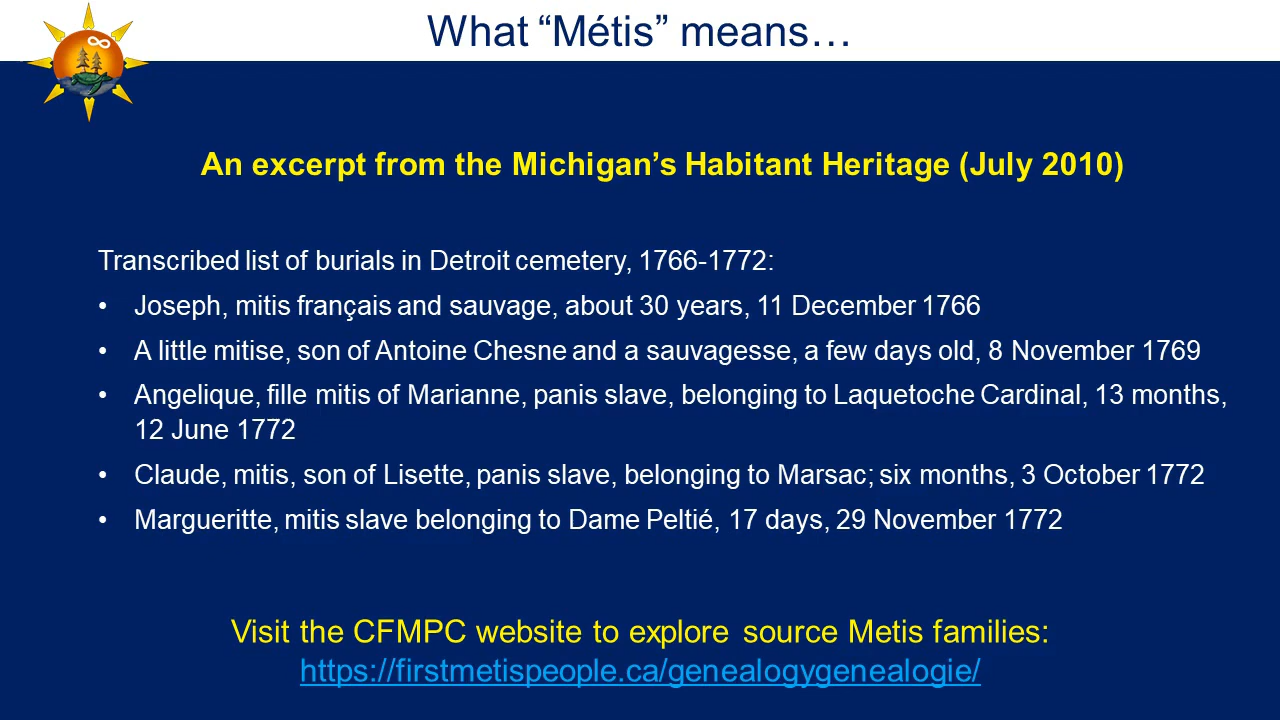 What “Métis” means…
An excerpt from the Michigan’s Habitant Heritage (July 2010)
Transcribed list of burials in Detroit cemetery, 1766-1772:
• Joseph, mitis français and sauvage, about 30 years, 11 December 1766
• A little mitise, son of Antoine Chesne and a sauvagesse, a few days old, 8 November 1769
• Angelique, fille mitis of Marianne, panis slave, belonging to Laquetoche Cardinal, 13 months,
12 June 1772
• Claude, mitis, son of Lisette, panis slave, belonging to Marsac; six months, 3 October 1772
• Margueritte, mitis slave belonging to Dame Peltié, 17 days, 29 November 1772
Visit the CFMPC website to explore source Metis families:
https://firstmetispeople.ca/genealogygenealogie/